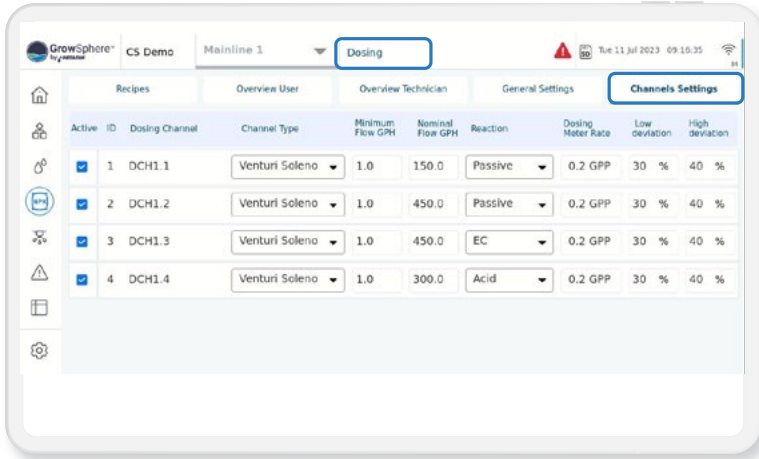 GrowSphere™ CS Demo Mainline 1 Dosing SD Tue 11 Jul 2023 09:16:35
by NETAFIM
Recipes Overview User Overview Technician General Settings Channels Settings
Active ID Dosing Channel Channel Type Minimum Flow GPH Nominal Flow GPH Reaction Dosing Meter Rate Low deviation High deviation
1 DCH1.1 Venturi Soleno 1.0 150.0 Passive 0.2 GPP 30 % 40 %
2 DCH1.2 Venturi Soleno 1.0 450.0 Passive 0.2 GPP 30 % 40 %
3 DCH1.3 Venturi Soleno 1.0 450.0 EC 0.2 GPP 30 % 40 %
4 DCH1.4 Venturi Soleno 1.0 300.0 Acid 0.2 GPP 30 % 40 %